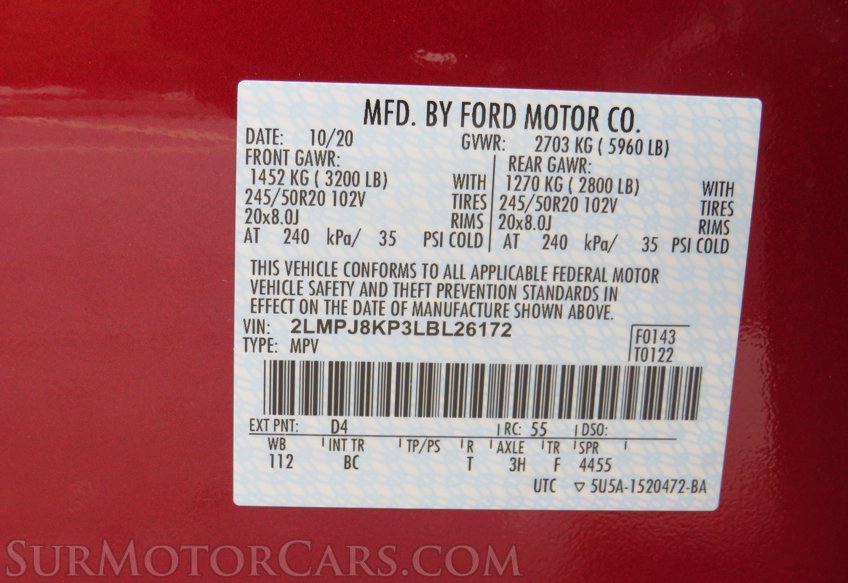 MFD. BY FORD MOTOR CO.
DATE: 10/20 GVWR: 2703 KG ( 5960 LB)
FRONT GAWR: REAR GAWR:
1452 KG ( 3200 LB) WITH 1270 KG ( 2800 LB) WITH
245/50R20 102V TIRES 245/50R20 102V TIRES
20x8.0J RIMS 20x8.0J RIMS
AT 240 kPa/ 35 PSI COLD AT 240 kPa/ 35 PSI COLD
THIS VEHICLE CONFORMS TO ALL APPLICABLE FEDERAL MOTOR
VEHICLE SAFETY AND THEFT PREVENTION STANDARDS IN
EFFECT ON THE DATE OF MANUFACTURE SHOWN ABOVE.
VIN: 2LMPJ8KP3LBL26172 F0143
TYPE: MPV T0122
EXT PNT: D4 RC: 55 DSO:
WB INT TR TP/PS R AXLE TR SPR
112 BC T 3H F 4455
UTC ▽ 5U5A-1520472-BA
SURMOTORCARS.COM